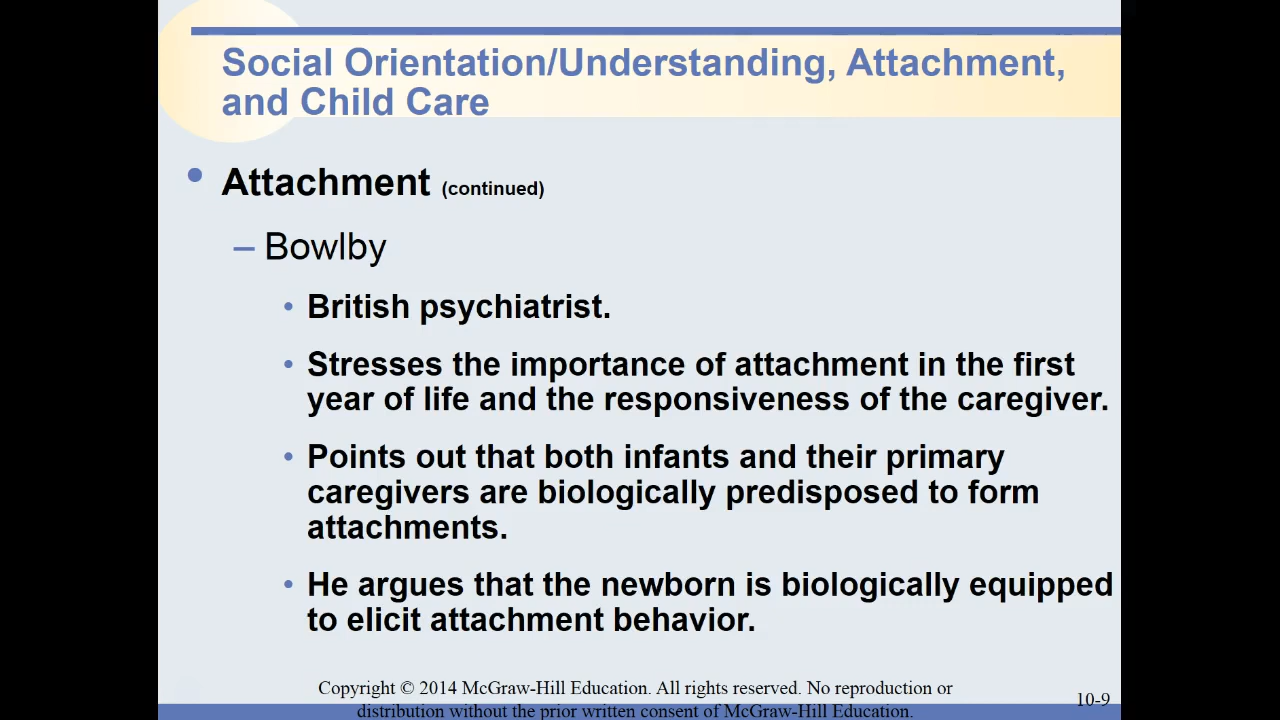 Social Orientation/Understanding, Attachment,
and Child Care
• Attachment (continued)
– Bowlby
• British psychiatrist.
• Stresses the importance of attachment in the first
year of life and the responsiveness of the caregiver.
• Points out that both infants and their primary
caregivers are biologically predisposed to form
attachments.
• He argues that the newborn is biologically equipped
to elicit attachment behavior.
Copyright © 2014 McGraw-Hill Education. All rights reserved. No reproduction or
distribution without the prior written consent of McGraw-Hill Education.
10-9